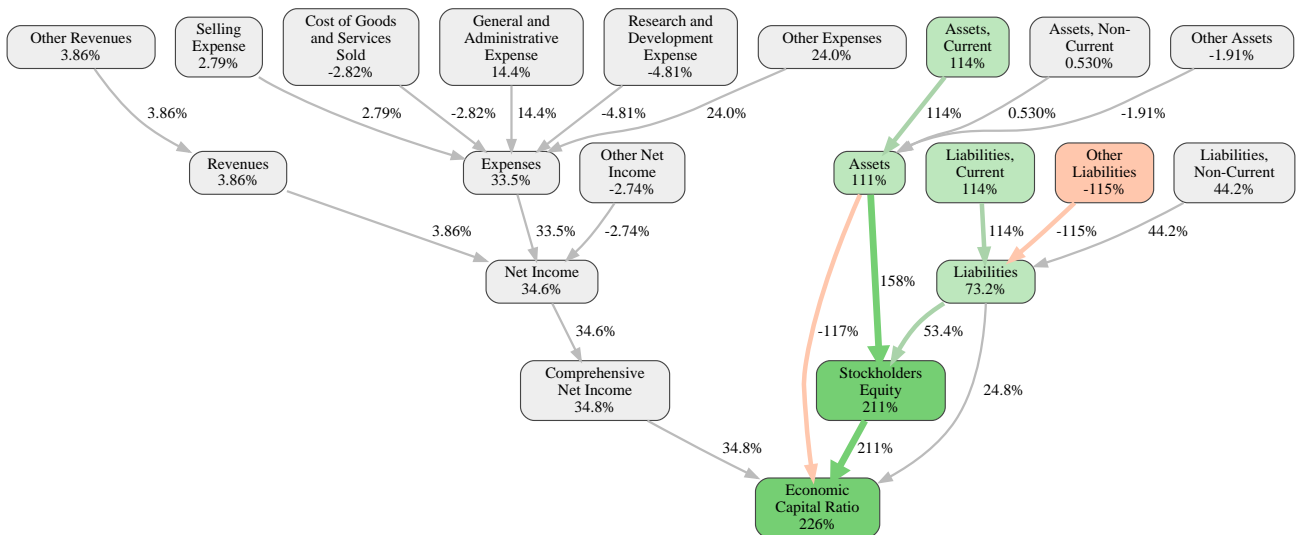 Other Revenues
3.86%
Selling
Expense
2.79%
Cost of Goods
and Services
Sold
-2.82%
General and
Administrative
Expense
14.4%
Research and
Development
Expense
-4.81%
Other Expenses
24.0%
Assets,
Current
114%
Assets, Non-
Current
0.530%
Other Assets
-1.91%
3.86%
2.79%
-2.82%
14.4%
-4.81%
24.0%
114%
0.530%
-1.91%
Revenues
3.86%
Expenses
33.5%
Other Net
Income
-2.74%
Assets
111%
Liabilities,
Current
114%
Other
Liabilities
-115%
Liabilities,
Non-Current
44.2%
3.86%
33.5%
-2.74%
114%
-115%
44.2%
Net Income
34.6%
158%
Liabilities
73.2%
34.6%
-117%
53.4%
Comprehensive
Net Income
34.8%
Stockholders
Equity
211%
24.8%
34.8%
211%
Economic
Capital Ratio
226%